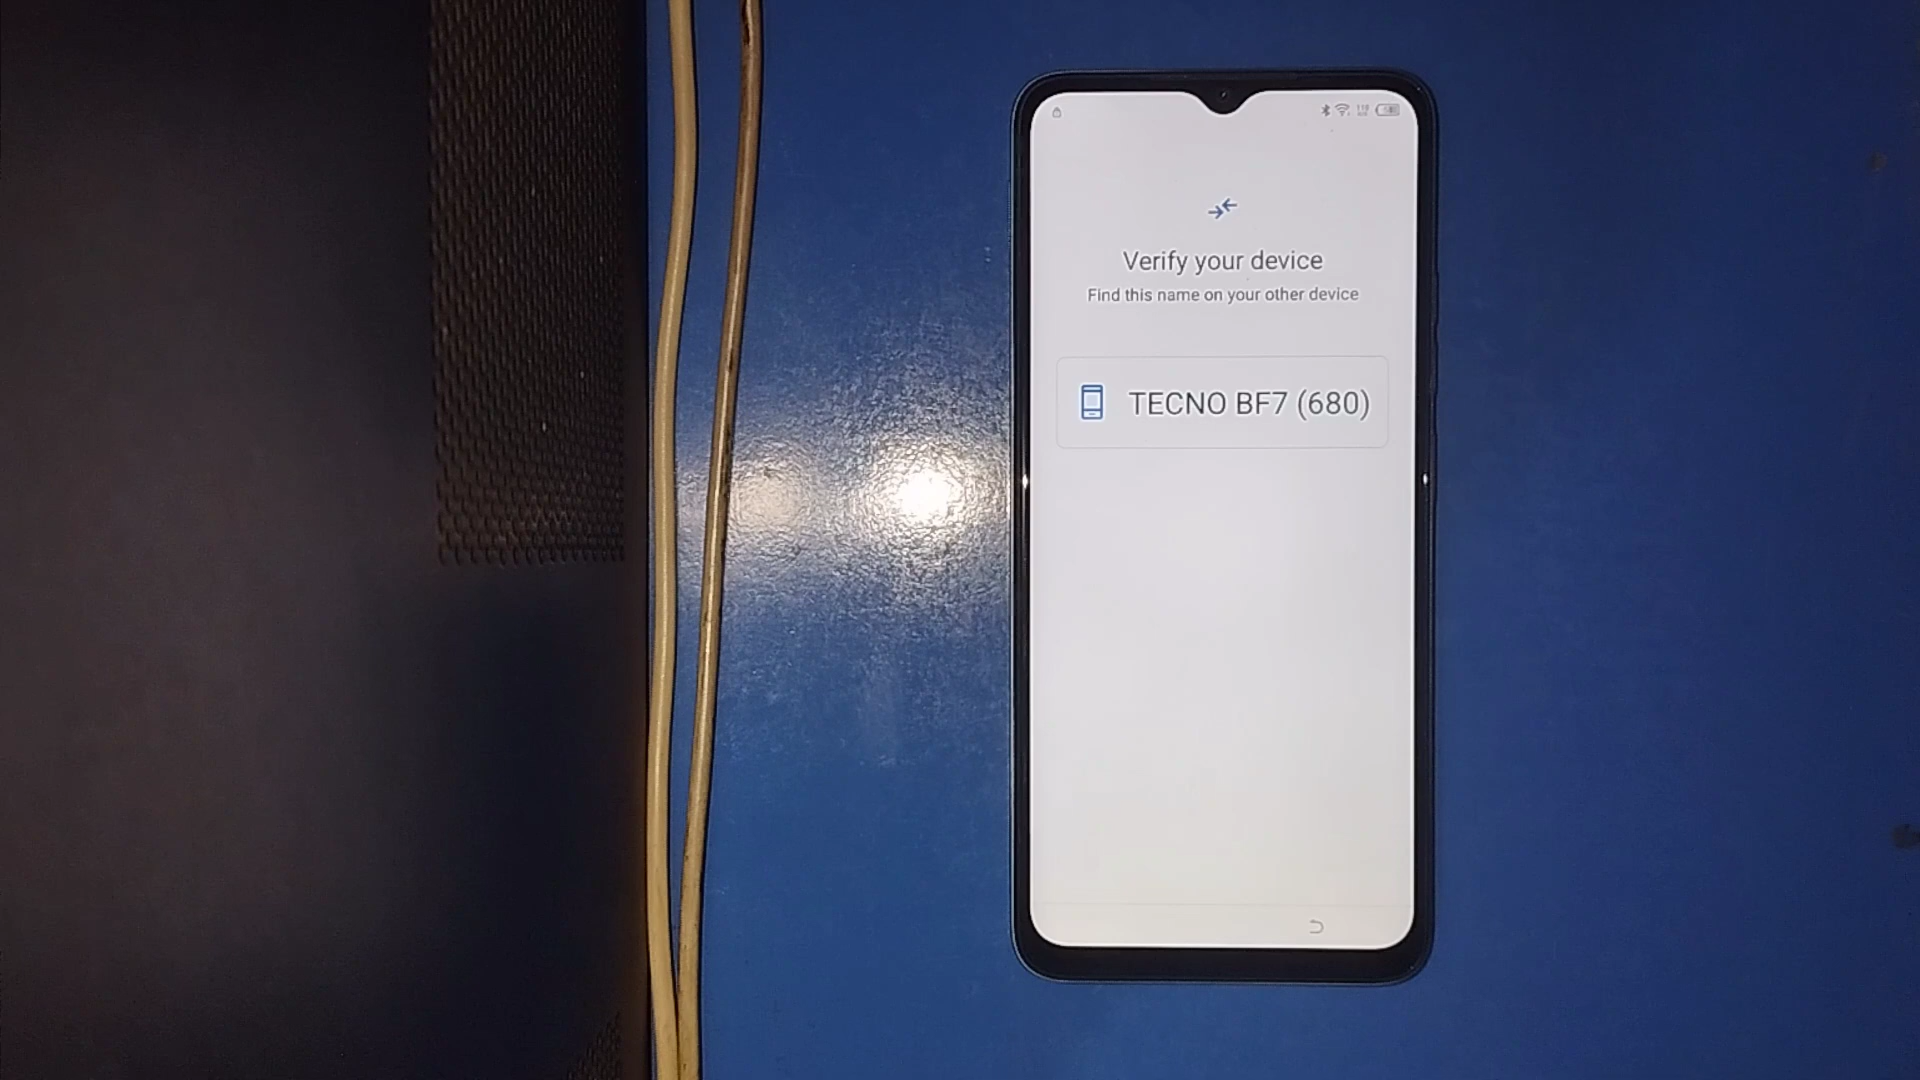 Verify your device
Find this name on your other device
TECNO BF7 (680)